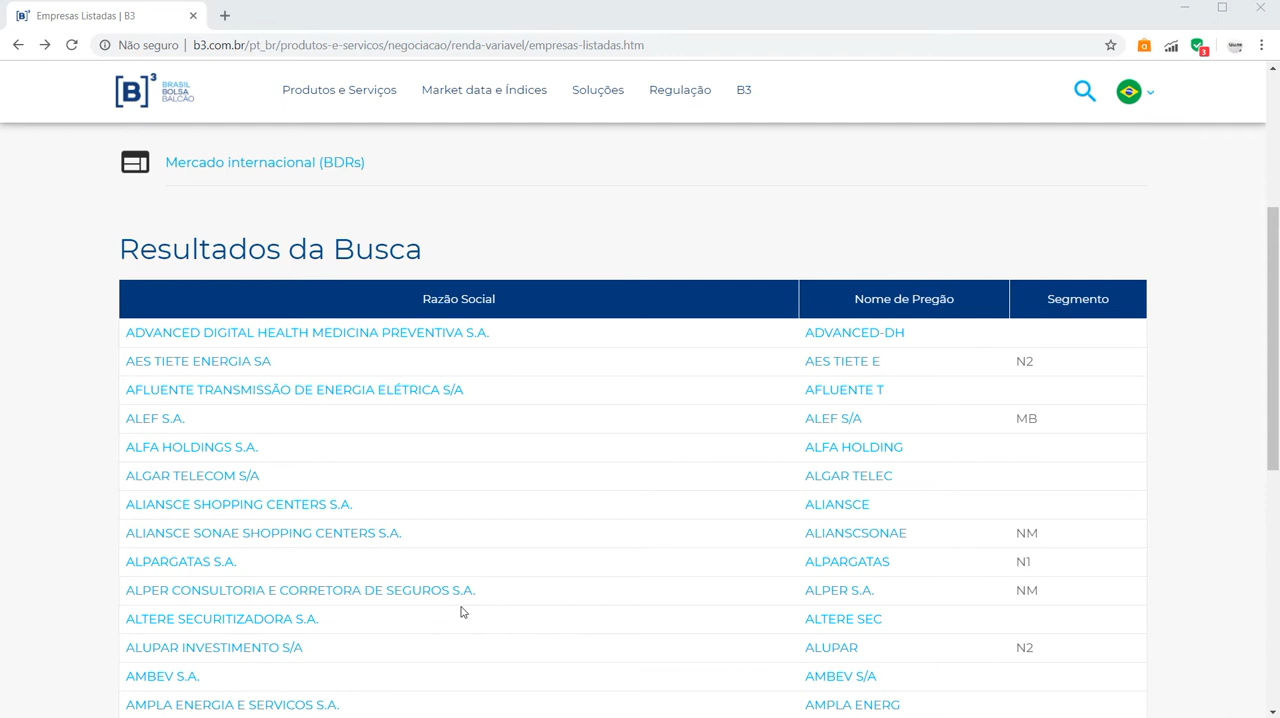 [B]³ Empresas Listadas | B3
Não seguro | b3.com.br/pt_br/produtos-e-servicos/negociacao/renda-variavel/empresas-listadas.htm
3
[B]³ BRASIL
BOLSA
BALCÃO
Produtos e Serviços Market data e Índices Soluções Regulação B3
Mercado internacional (BDRs)
Resultados da Busca
Razão Social Nome de Pregão Segmento
ADVANCED DIGITAL HEALTH MEDICINA PREVENTIVA S.A. ADVANCED-DH
AES TIETE ENERGIA SA AES TIETE E N2
AFLUENTE TRANSMISSÃO DE ENERGIA ELÉTRICA S/A AFLUENTE T
ALEF S.A. ALEF S/A MB
ALFA HOLDINGS S.A. ALFA HOLDING
ALGAR TELECOM S/A ALGAR TELEC
ALIANSCE SHOPPING CENTERS S.A. ALIANSCE
ALIANSCE SONAE SHOPPING CENTERS S.A. ALIANSCSONAE NM
ALPARGATAS S.A. ALPARGATAS N1
ALPER CONSULTORIA E CORRETORA DE SEGUROS S.A. ALPER S.A. NM
ALTERE SECURITIZADORA S.A. ALTERE SEC
ALUPAR INVESTIMENTO S/A ALUPAR N2
AMBEV S.A. AMBEV S/A
AMPLA ENERGIA E SERVICOS S.A. AMPLA ENERG